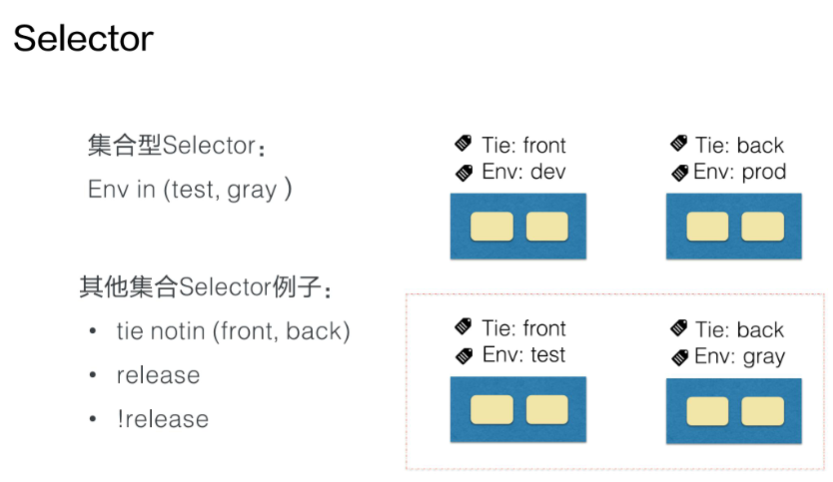 Selector
集合型Selector：
Env in (test, gray )
其他集合Selector例子：
• tie notin (front, back)
• release
• !release
Tie: front
Env: dev
Tie: back
Env: prod
Tie: front
Env: test
Tie: back
Env: gray